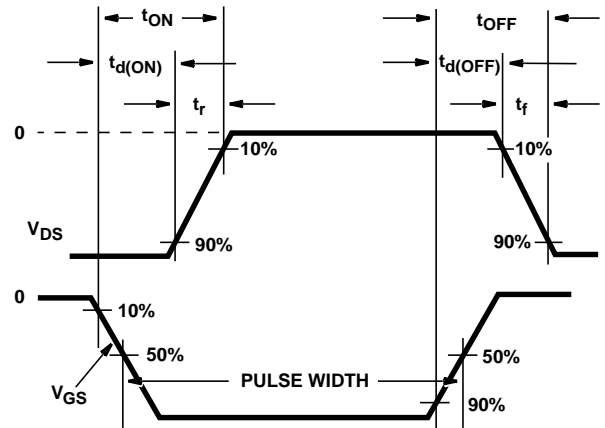 tON tOFF
td(ON) td(OFF)
tr tf
0
10% 10%
VDS
90% 90%
0
10%
50% 50%
VGS
PULSE WIDTH
90%